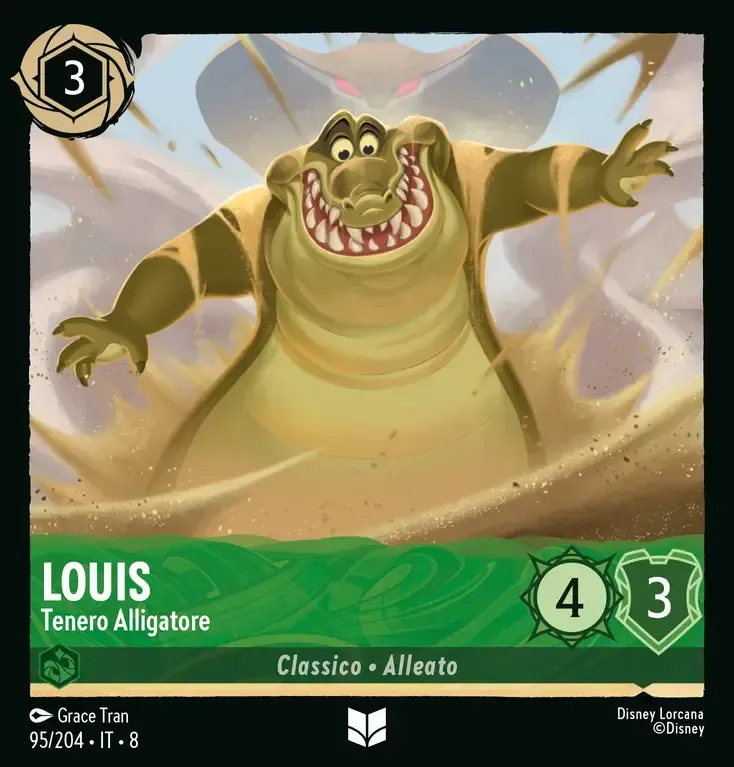 3
LOUIS
Tenero Alligatore
4
3
Classico • Alleato
Grace Tran
95/204 • IT • 8
Disney Lorcana
©Disney